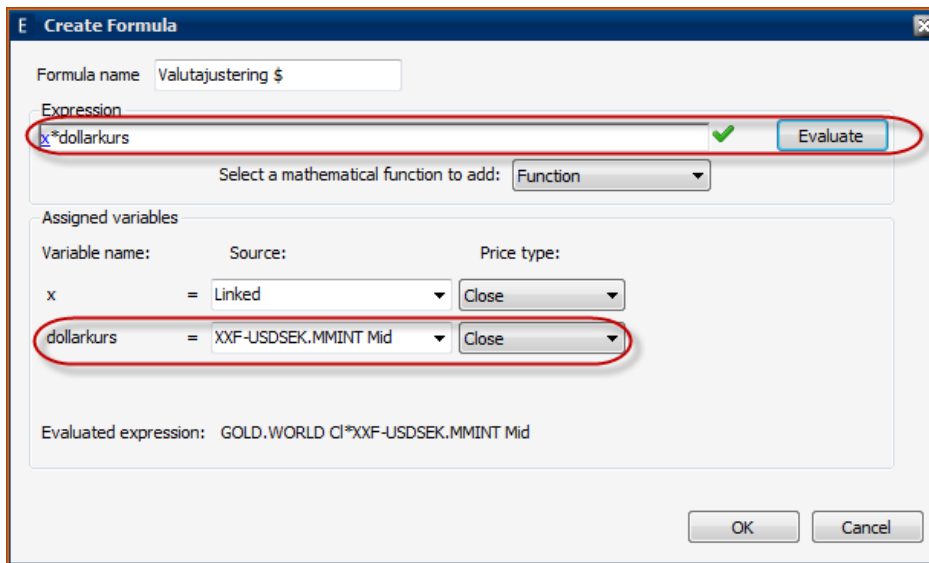 E Create Formula
Formula name Valutajustering $
Expression
x*dollarkurs Evaluate
Select a mathematical function to add: Function
Assigned variables
Variable name: Source: Price type:
x = Linked Close
dollarkurs = XXF-USDSEK.MMINT Mid Close
Evaluated expression: GOLD.WORLD Cl*XXF-USDSEK.MMINT Mid
OK Cancel